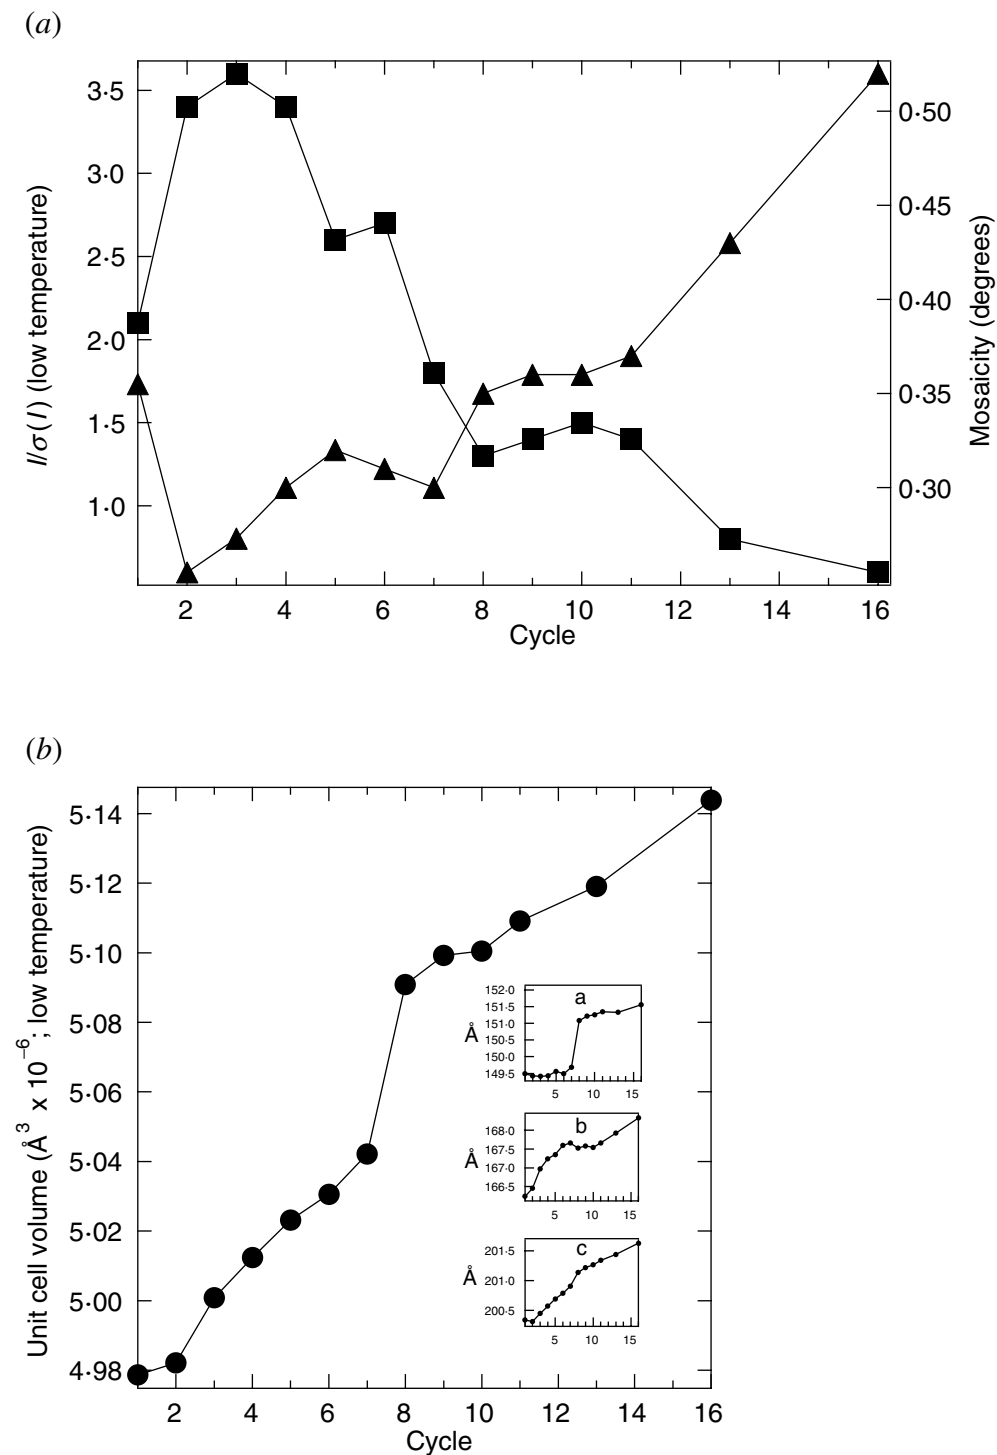 (a)
3·5
3·0
2·5
2·0
1·5
1·0
I/σ(I) (low temperature)
0·50
0·45
0·40
0·35
0·30
Mosaicity (degrees)
2 4 6 8 10 12 14 16
Cycle
(b)
5·14
5·12
5·10
5·08
5·06
5·04
5·02
5·00
4·98
Unit cell volume (Å³ x 10⁻⁶; low temperature)
a
152·0
151·5
151·0
150·5
150·0
149·5
Å
5 10 15
b
168·0
167·5
167·0
166·5
Å
5 10 15
c
201·5
201·0
200·5
Å
5 10 15
2 4 6 8 10 12 14 16
Cycle